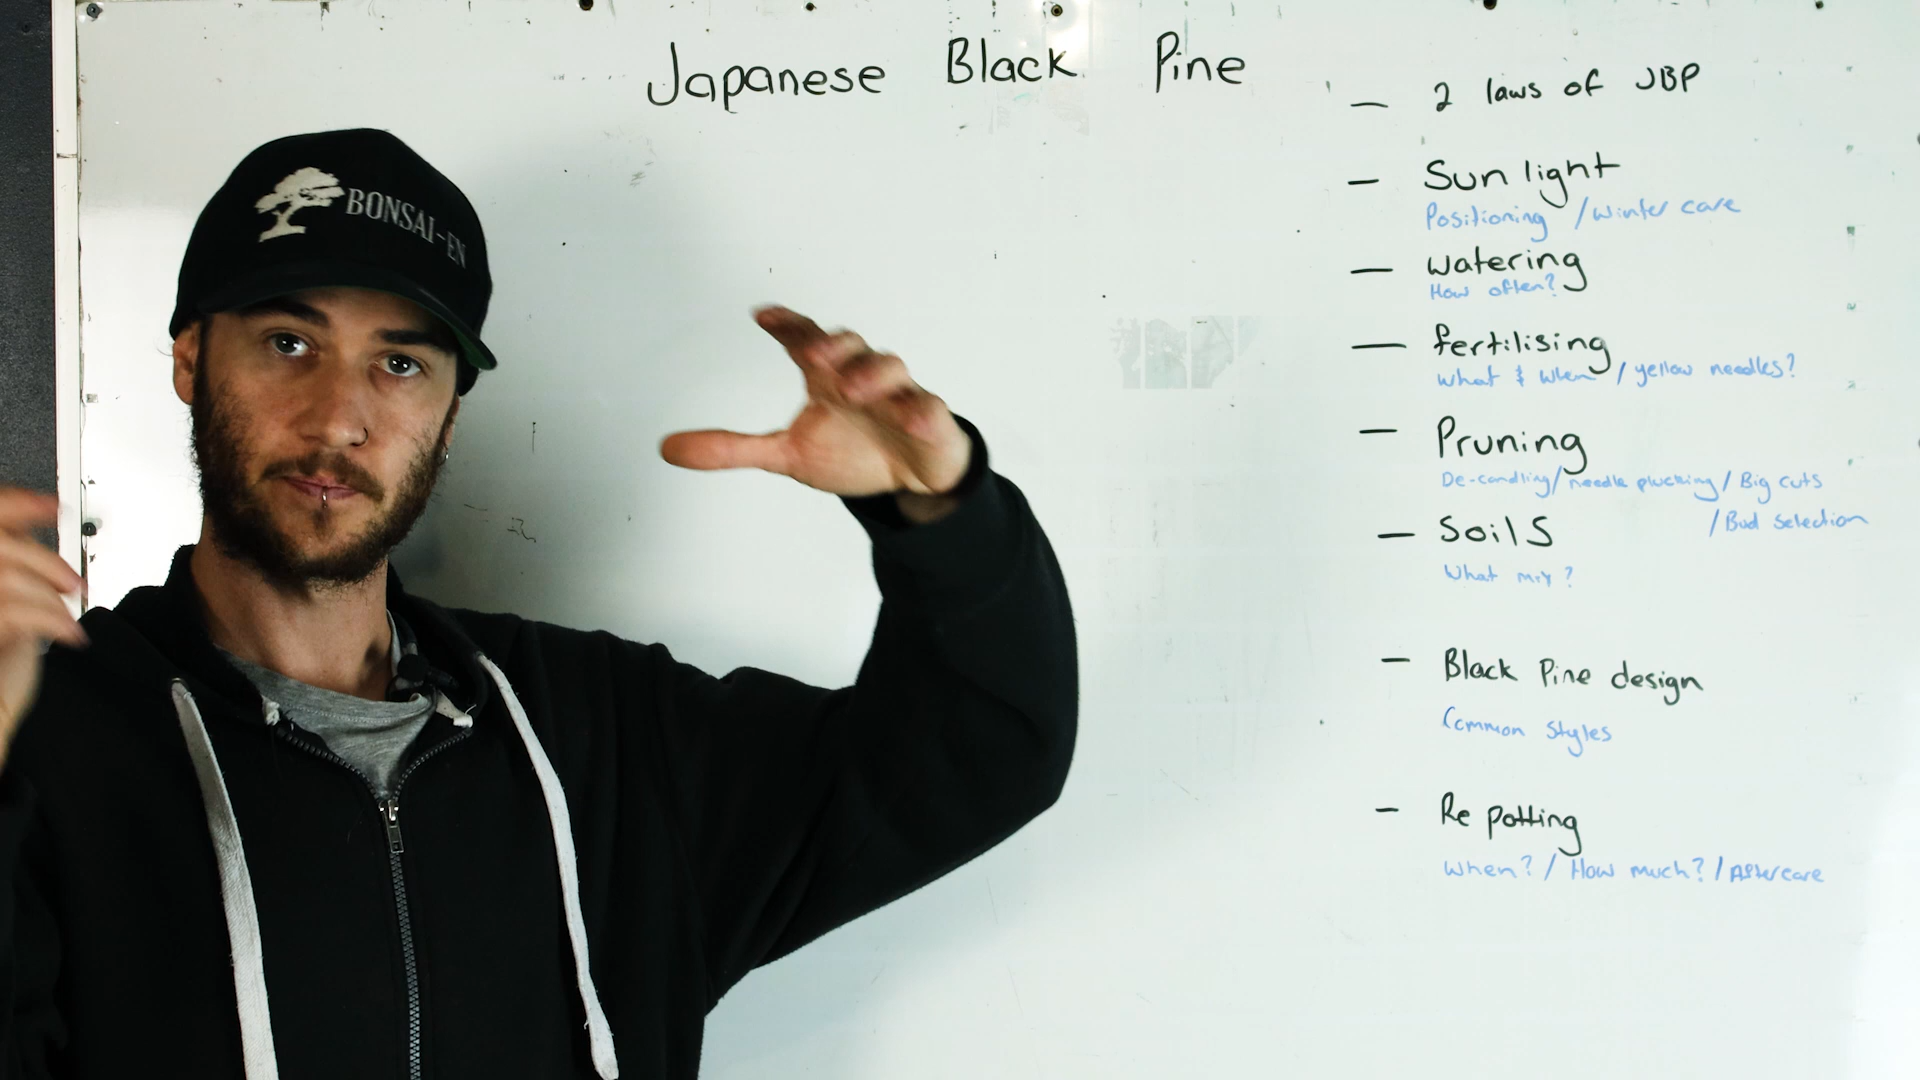 BONSAI-EN
Japanese Black Pine
— 2 laws of JBP
— Sun light
Positioning / Winter care
— Watering
How often?
— fertilising
What & When / yellow needles?
— Pruning
De-candling / needle plucking / Big cuts
/ Bud Selection
— Soils
What mix?
— Black Pine design
Common Styles
— Re potting
When? / How much? / Aftercare